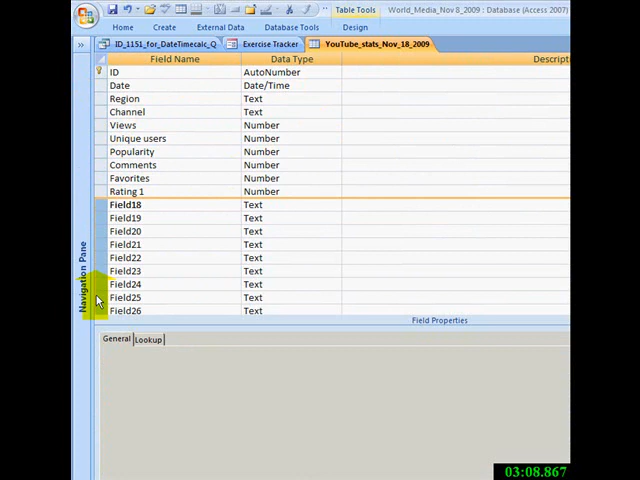 Table Tools
World_Media_Nov 8_2009 : Database (Access 2007)
Home
Create
External Data
Database Tools
Design
ID_1151_for_DateTimecalc_Q
Exercise Tracker
YouTube_stats_Nov_18_2009
Field Name
Data Type
Descripti
ID
AutoNumber
Date
Date/Time
Region
Text
Channel
Text
Views
Number
Unique users
Number
Popularity
Number
Comments
Number
Favorites
Number
Rating 1
Number
Field18
Text
Field19
Text
Field20
Text
Field21
Text
Field22
Text
Field23
Text
Field24
Text
Field25
Text
Field26
Text
Navigation Pane
Field Properties
General
Lookup
03:08.867